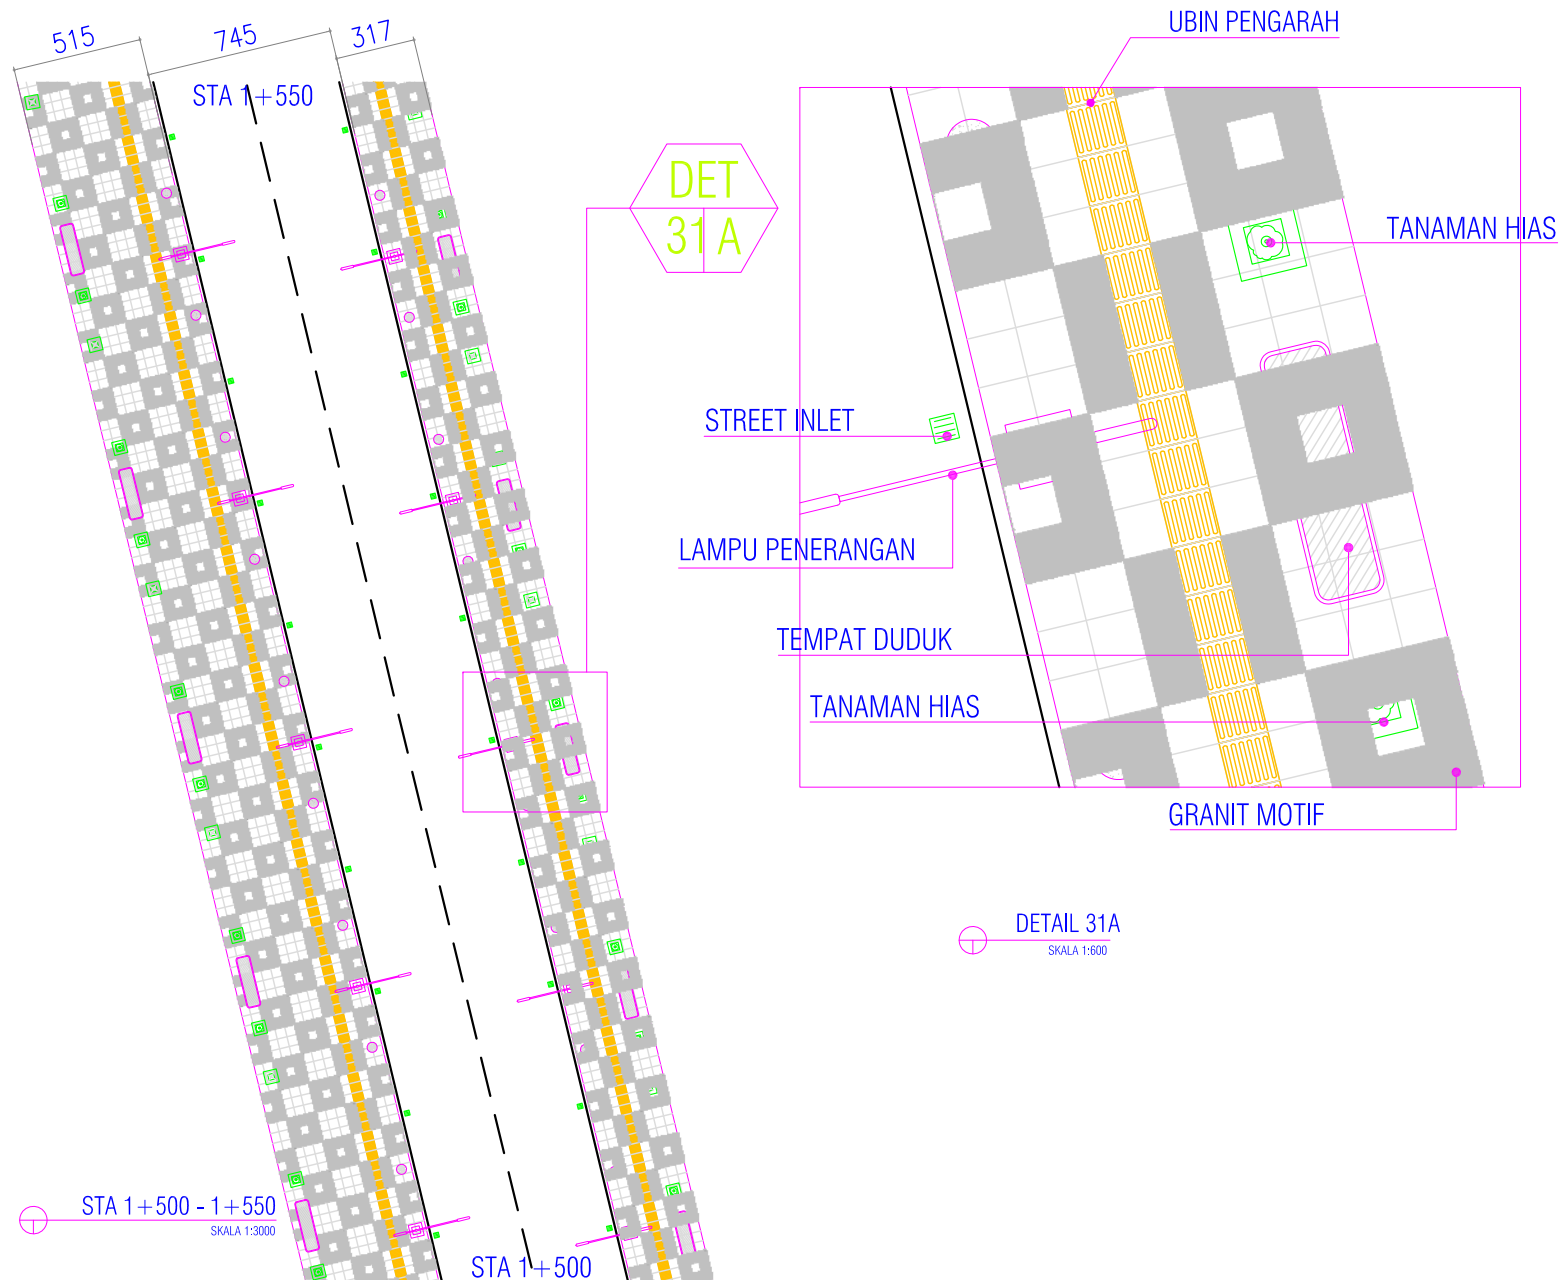 515
745
317
STA 1+550
DET
31 A
UBIN PENGARAH
TANAMAN HIAS
STREET INLET
LAMPU PENERANGAN
TEMPAT DUDUK
TANAMAN HIAS
GRANIT MOTIF
DETAIL 31A
SKALA 1:600
STA 1+500 - 1+550
SKALA 1:3000
STA 1+500